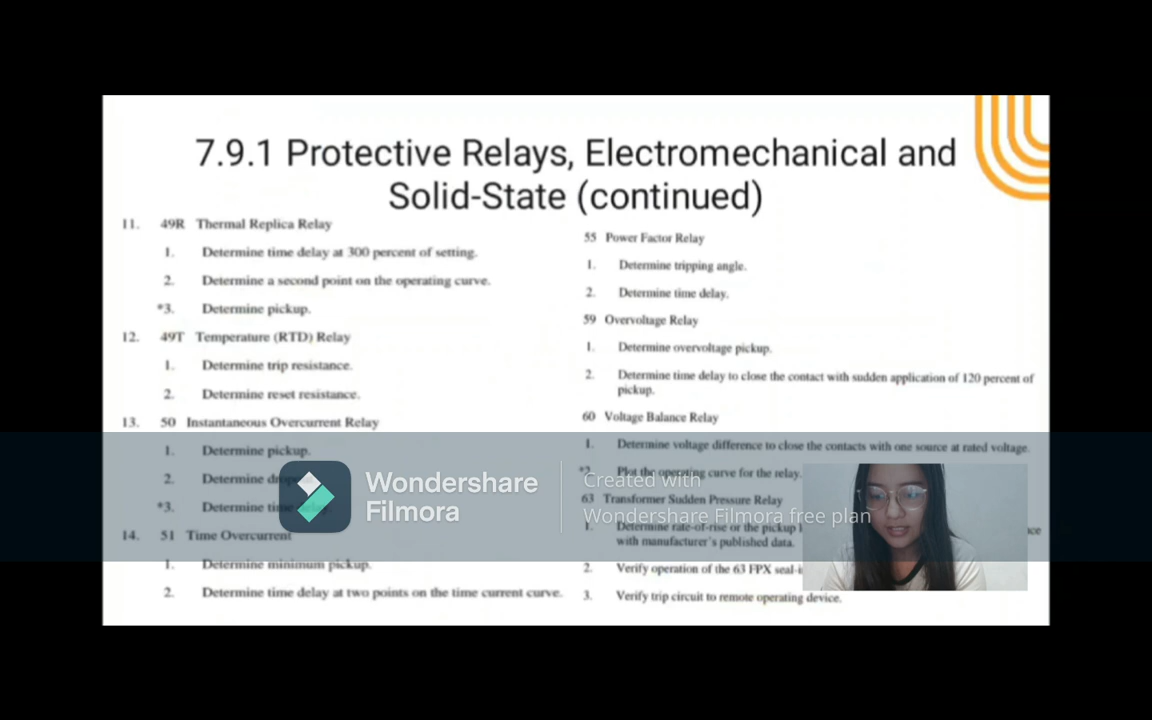 7.9.1 Protective Relays, Electromechanical and
Solid-State (continued)
11. 49R Thermal Replica Relay
1. Determine time delay at 300 percent of setting.
2. Determine a second point on the operating curve.
*3. Determine pickup.
12. 49T Temperature (RTD) Relay
1. Determine trip resistance.
2. Determine reset resistance.
13. 50 Instantaneous Overcurrent Relay
1. Determine pickup.
2. Determine
*3. Determine
14. 51 Time Overcurrent
1. Determine minimum pickup.
2. Determine time delay at two points on the time current curve.
55 Power Factor Relay
1. Determine tripping angle.
2. Determine time delay.
59 Overvoltage Relay
1. Determine overvoltage pickup.
2. Determine time delay to close the contact with sudden application of 120 percent of
pickup.
60 Voltage Balance Relay
1. Determine voltage difference to close the contacts with one source at rated voltage.
*2. Plot the operating curve for the relay.
63 Transformer Sudden Pressure Relay
1. Determine rate-of-rise or the pickup
with manufacturer's published data.
2. Verify operation of the 63 FPX
3. Verify trip circuit to remote operating device.
Wondershare
Filmora
Created with
Wondershare Filmora free plan